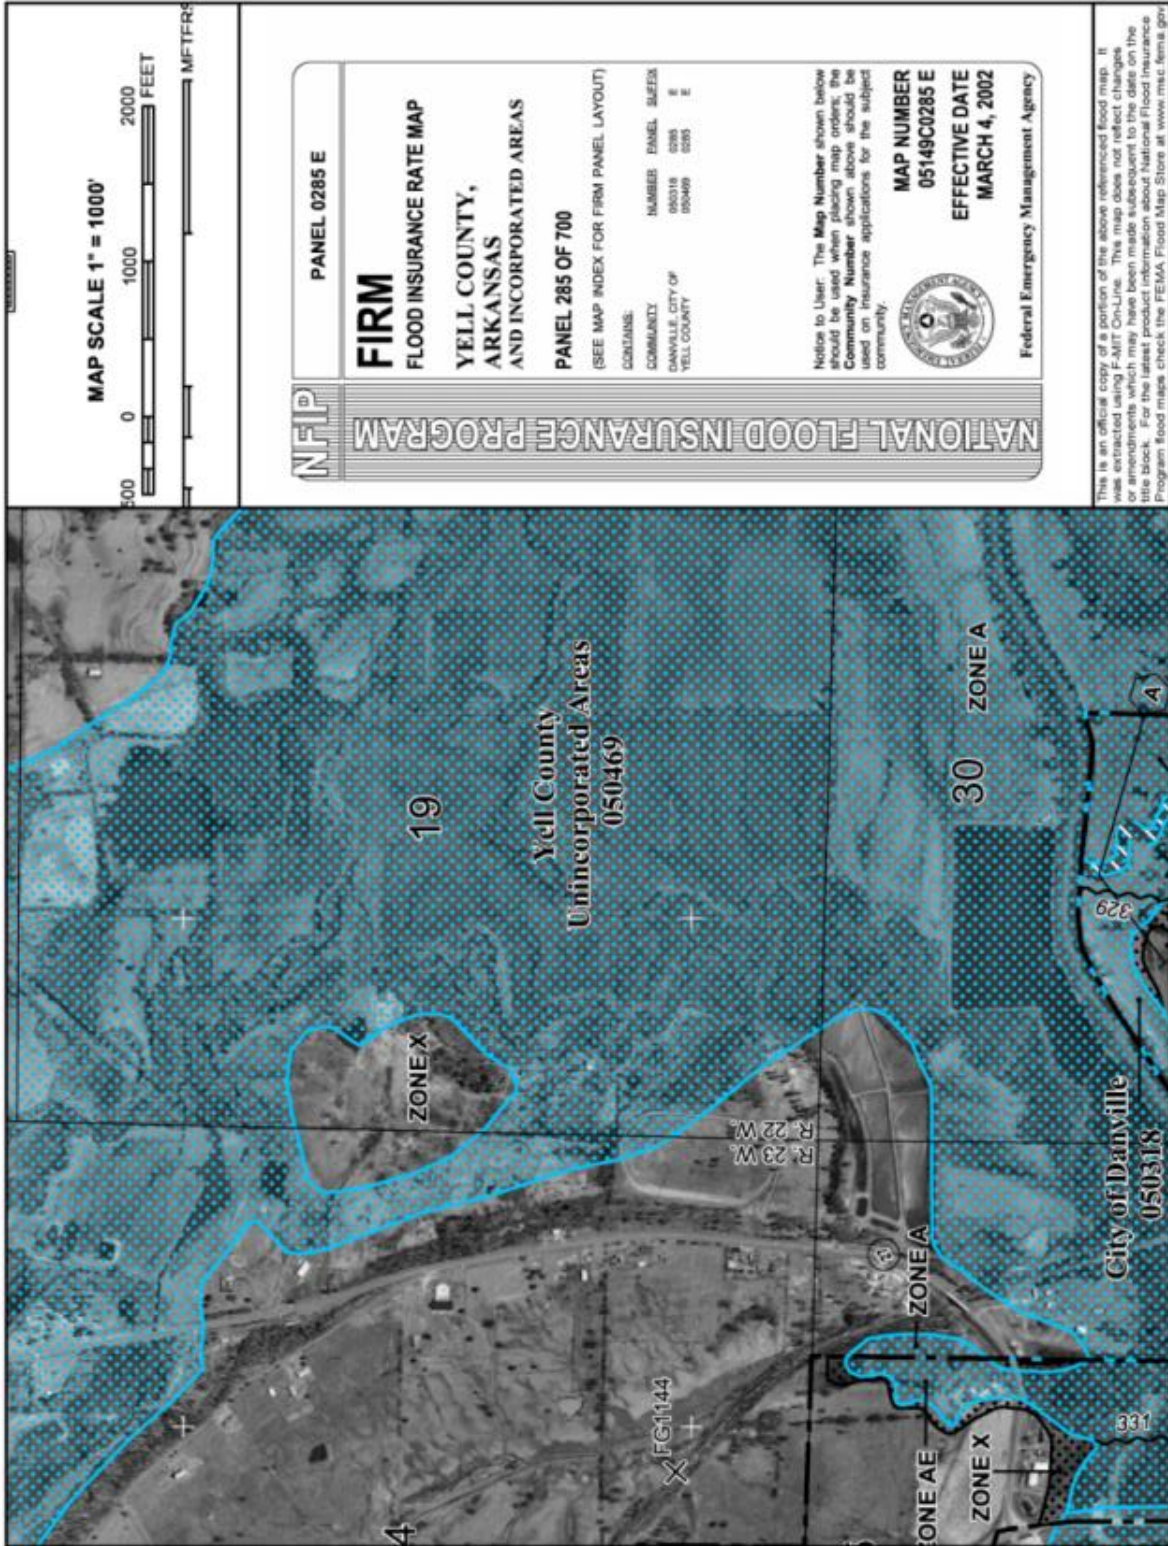 MAP SCALE 1" = 1000'
500 0 1000 2000
FEET
METERS
NFIP
NATIONAL FLOOD INSURANCE PROGRAM
PANEL 0285 E
FIRM
FLOOD INSURANCE RATE MAP
YELL COUNTY,
ARKANSAS
AND INCORPORATED AREAS
PANEL 285 OF 700
(SEE MAP INDEX FOR FIRM PANEL LAYOUT)
CONTAINS:
COMMUNITY NUMBER PANEL SUFFIX
DANVILLE, CITY OF 050318 0285 E
YELL COUNTY 050469 0285 E
Notice to User: The Map Number shown below
should be used when placing map orders; the
Community Number shown above should be
used on insurance applications for the subject
community.
MAP NUMBER
05149C0285 E
EFFECTIVE DATE
MARCH 4, 2002
Federal Emergency Management Agency
This is an official copy of a portion of the above referenced flood map. It
was extracted using F-MIT On-Line. This map does not reflect changes
or amendments which may have been made subsequent to the date on the
title block. For the latest product information about National Flood Insurance
Program flood maps check the FEMA Flood Map Store at www.msc.fema.gov
19
Yell County
Unincorporated Areas
050469
ZONE X
R. 23 W.
R. 22 W.
30
ZONE A
A
329
City of Danville
050318
ZONE A
FG1144
4
ONE AE
ZONE X
331